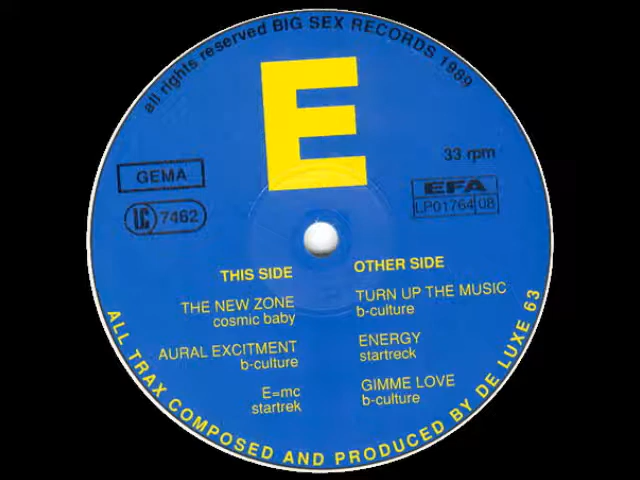 all rights reserved BIG SEX RECORDS 1989
E
33 rpm
GEMA
EFA
LC 7462
LP01764 08
THIS SIDE
THE NEW ZONE
cosmic baby
AURAL EXCITMENT
b-culture
E=mc
startrek
OTHER SIDE
TURN UP THE MUSIC
b-culture
ENERGY
startreck
GIMME LOVE
b-culture
ALL TRAX COMPOSED AND PRODUCED BY DE LUXE 63